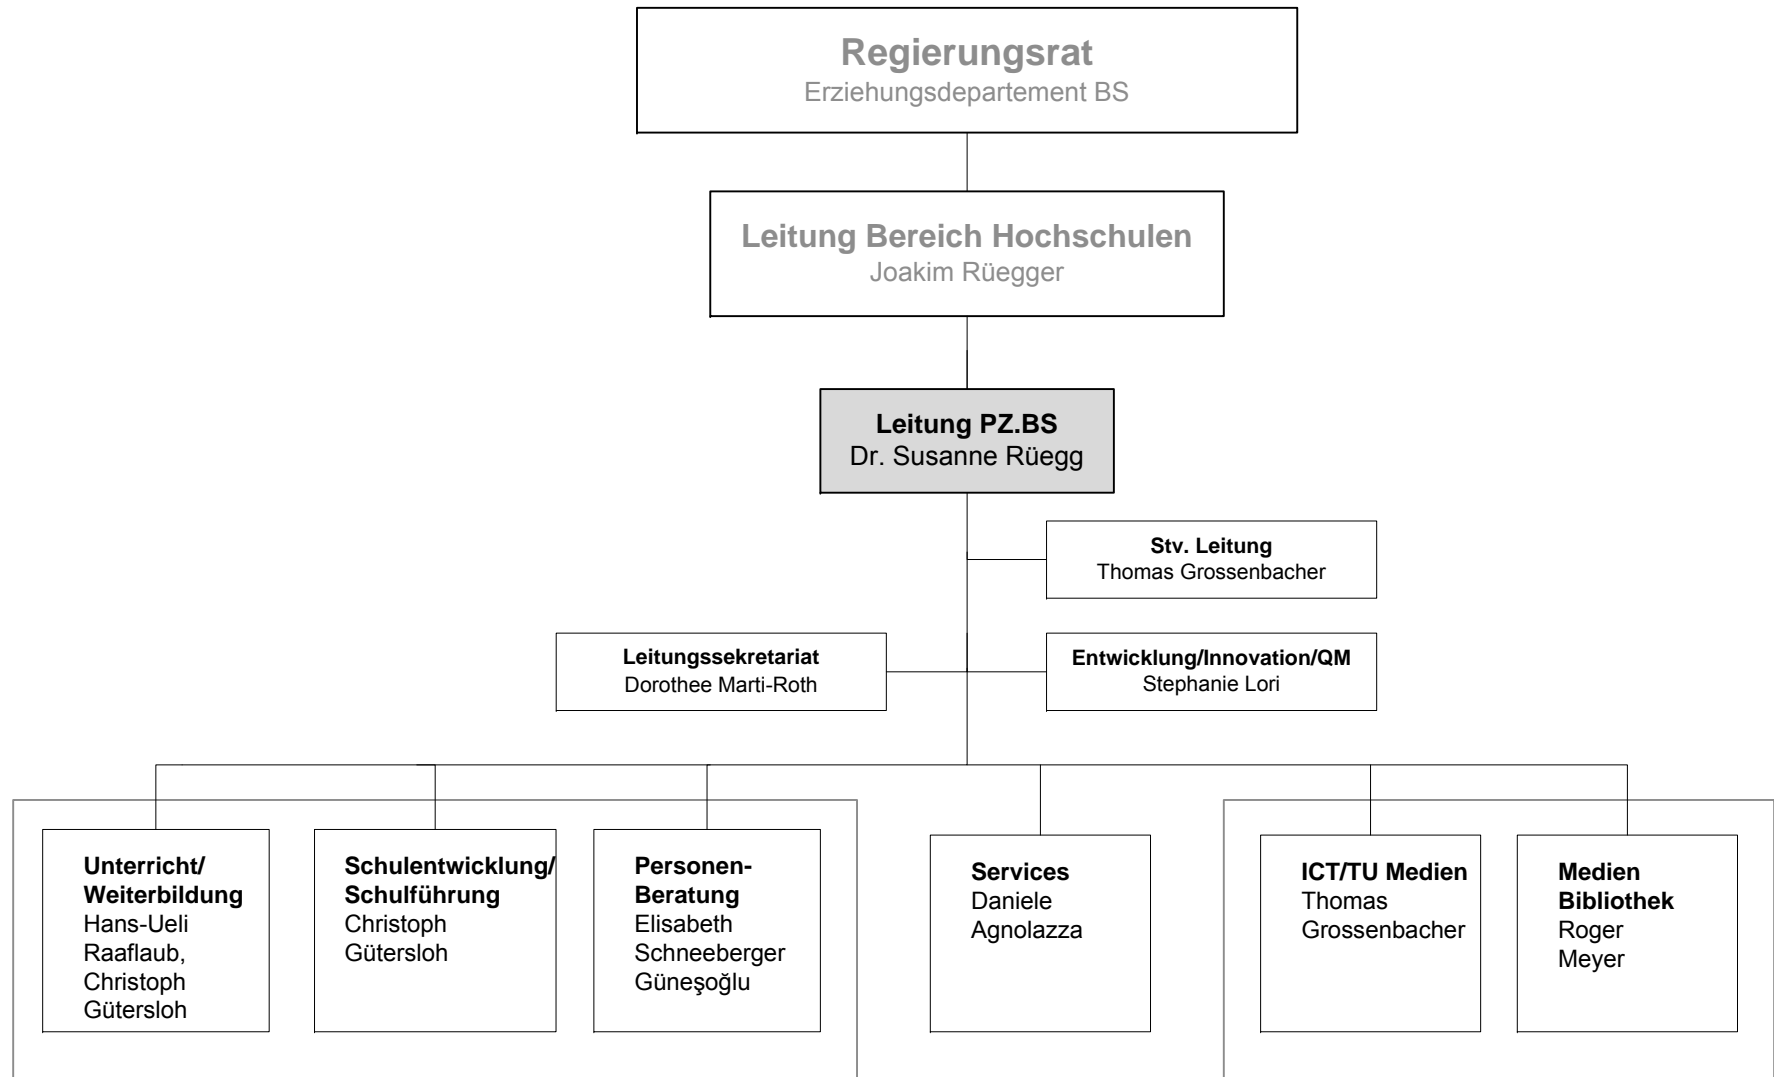 Regierungsrat
Erziehungsdepartement BS
Leitung Bereich Hochschulen
Joakim Rüegger
Leitung PZ.BS
Dr. Susanne Rüegg
Stv. Leitung
Thomas Grossenbacher
Leitungssekretariat
Dorothee Marti-Roth
Entwicklung/Innovation/QM
Stephanie Lori
Unterricht/
Weiterbildung
Hans-Ueli
Raaflaub,
Christoph
Gütersloh
Schulentwicklung/
Schulführung
Christoph
Gütersloh
Personen-
Beratung
Elisabeth
Schneeberger
Güneşoğlu
Services
Daniele
Agnolazza
ICT/TU Medien
Thomas
Grossenbacher
Medien
Bibliothek
Roger
Meyer